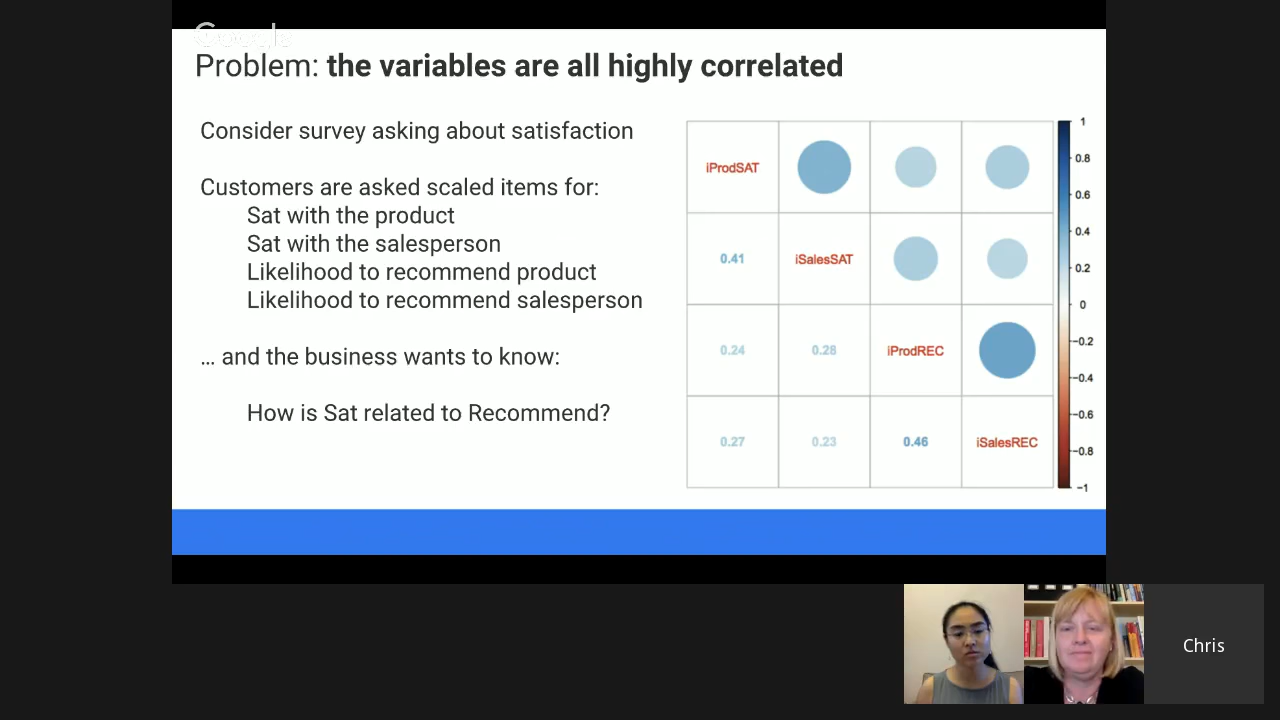 Google
Problem: the variables are all highly correlated
Consider survey asking about satisfaction
Customers are asked scaled items for:
Sat with the product
Sat with the salesperson
Likelihood to recommend product
Likelihood to recommend salesperson
… and the business wants to know:
How is Sat related to Recommend?
iProdSAT
0.41 iSalesSAT
0.24 0.28 iProdREC
0.27 0.23 0.46 iSalesREC
1
0.8
0.6
0.4
0.2
0
−0.2
−0.4
−0.6
−0.8
−1
Chris